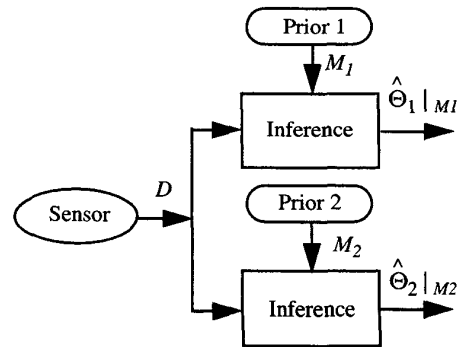 Prior 1
M₁
Θ̂₁ |M1
Inference
D
Sensor
Prior 2
M₂
Θ̂₂ |M2
Inference